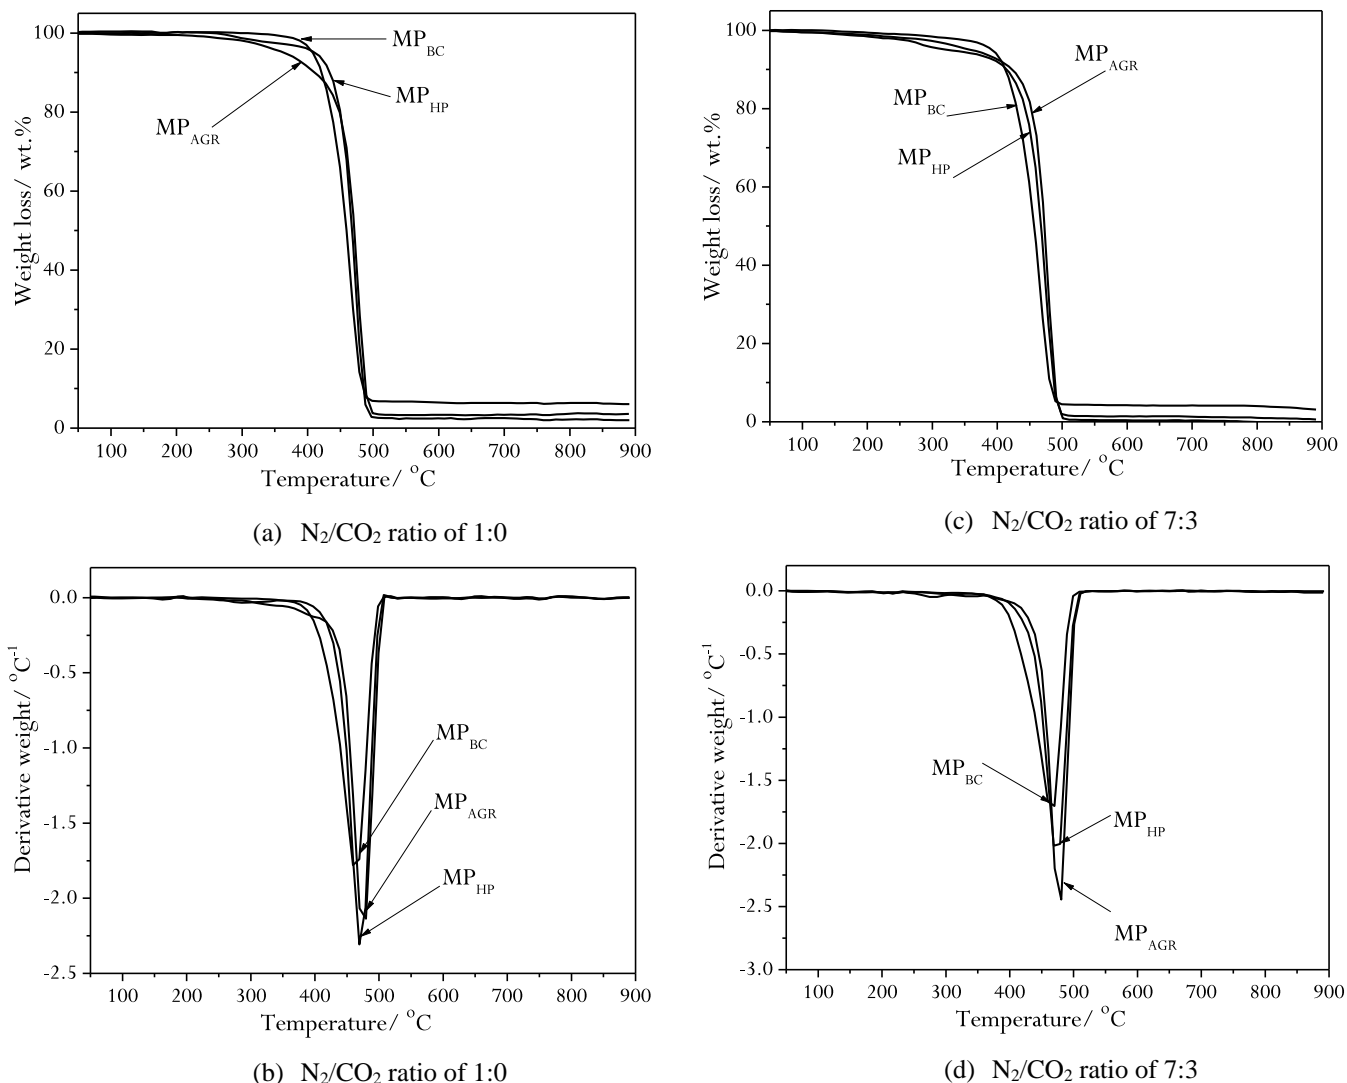 100
80
60
40
20
0
Weight loss/ wt.%
MP_BC
MP_HP
MP_AGR
100 200 300 400 500 600 700 800 900
Temperature/ °C
(a) N₂/CO₂ ratio of 1:0
100
80
60
40
20
0
Weight loss/ wt.%
MP_AGR
MP_BC
MP_HP
100 200 300 400 500 600 700 800 900
Temperature/ °C
(c) N₂/CO₂ ratio of 7:3
0.0
-0.5
-1.0
-1.5
-2.0
-2.5
Derivative weight/ °C⁻¹
MP_BC
MP_AGR
MP_HP
100 200 300 400 500 600 700 800 900
Temperature/ °C
(b) N₂/CO₂ ratio of 1:0
0.0
-0.5
-1.0
-1.5
-2.0
-2.5
-3.0
Derivative weight/ °C⁻¹
MP_BC
MP_HP
MP_AGR
100 200 300 400 500 600 700 800 900
Temperature/ °C
(d) N₂/CO₂ ratio of 7:3